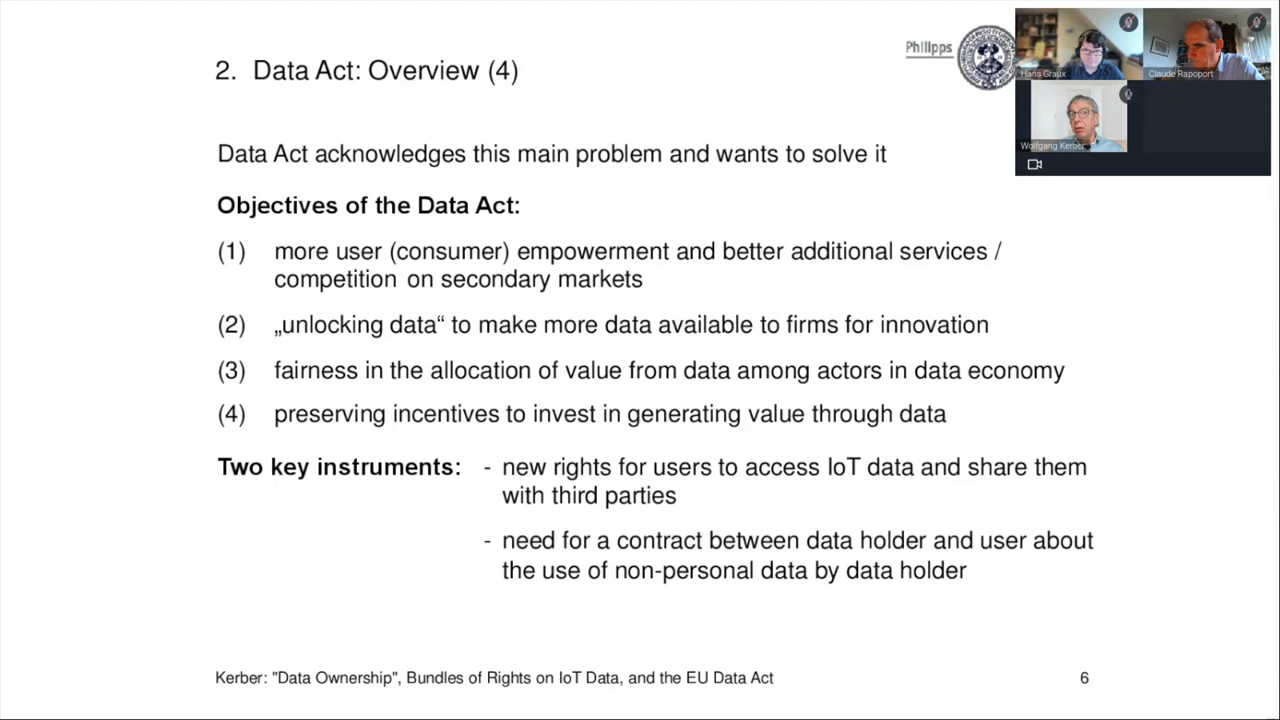 2. Data Act: Overview (4)
Philipps
Hans Graux
Claude Rapoport
Wolfgang Kerber
Data Act acknowledges this main problem and wants to solve it
Objectives of the Data Act:
(1) more user (consumer) empowerment and better additional services /
competition on secondary markets
(2) „unlocking data“ to make more data available to firms for innovation
(3) fairness in the allocation of value from data among actors in data economy
(4) preserving incentives to invest in generating value through data
Two key instruments: - new rights for users to access IoT data and share them
with third parties
- need for a contract between data holder and user about
the use of non-personal data by data holder
Kerber: "Data Ownership", Bundles of Rights on IoT Data, and the EU Data Act 6